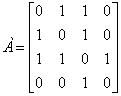 Ã = [
0 1 1 0
1 0 1 0
1 1 0 1
0 0 1 0
]